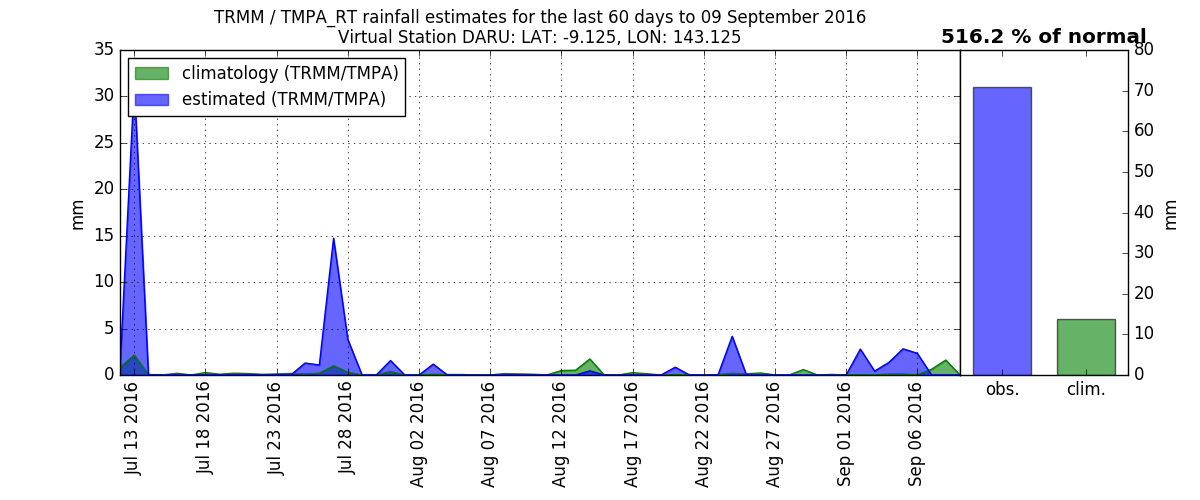 TRMM / TMPA_RT rainfall estimates for the last 60 days to 09 September 2016
Virtual Station DARU: LAT: -9.125, LON: 143.125
516.2 % of normal
climatology (TRMM/TMPA)
estimated (TRMM/TMPA)
mm
35
30
25
20
15
10
5
0
Jul 13 2016
Jul 18 2016
Jul 23 2016
Jul 28 2016
Aug 02 2016
Aug 07 2016
Aug 12 2016
Aug 17 2016
Aug 22 2016
Aug 27 2016
Sep 01 2016
Sep 06 2016
80
70
60
50
40
30
20
10
0
mm
obs.
clim.